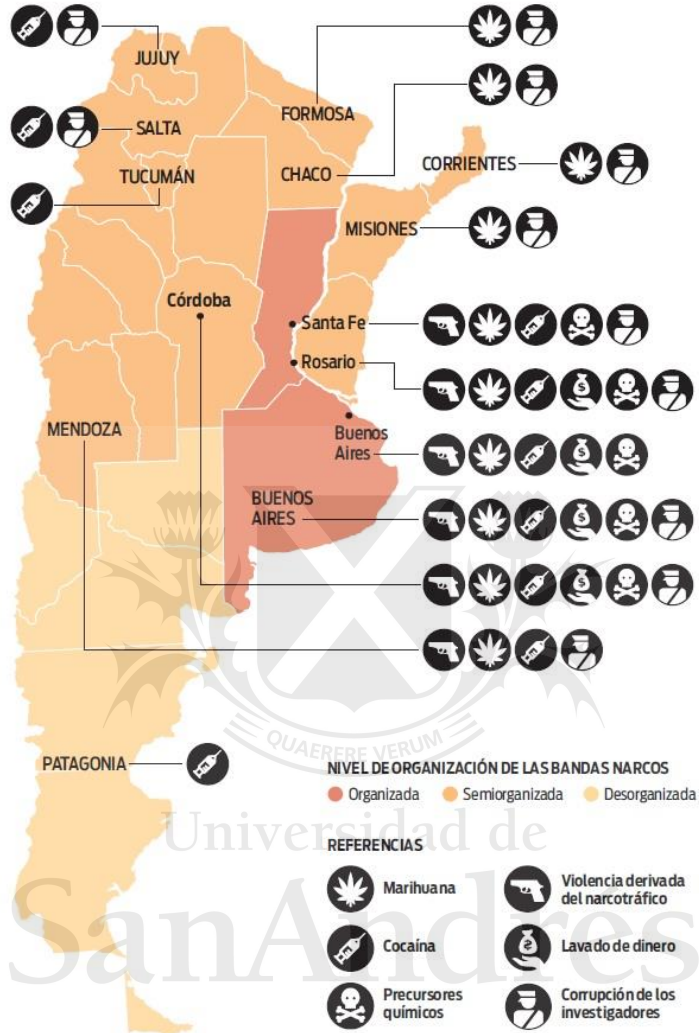 JUJUY
FORMOSA
SALTA
CHACO
CORRIENTES
TUCUMÁN
MISIONES
Córdoba
Santa Fe
Rosario
MENDOZA
Buenos
Aires
BUENOS
AIRES
QUAERERE VERUM
PATAGONIA
NIVEL DE ORGANIZACIÓN DE LAS BANDAS NARCOS
Organizada Semiorganizada Desorganizada
Universidad de
SanAndrés
REFERENCIAS
Marihuana
Violencia derivada
del narcotráfico
Cocaína
Lavado de dinero
Precursores
químicos
Corrupción de los
investigadores